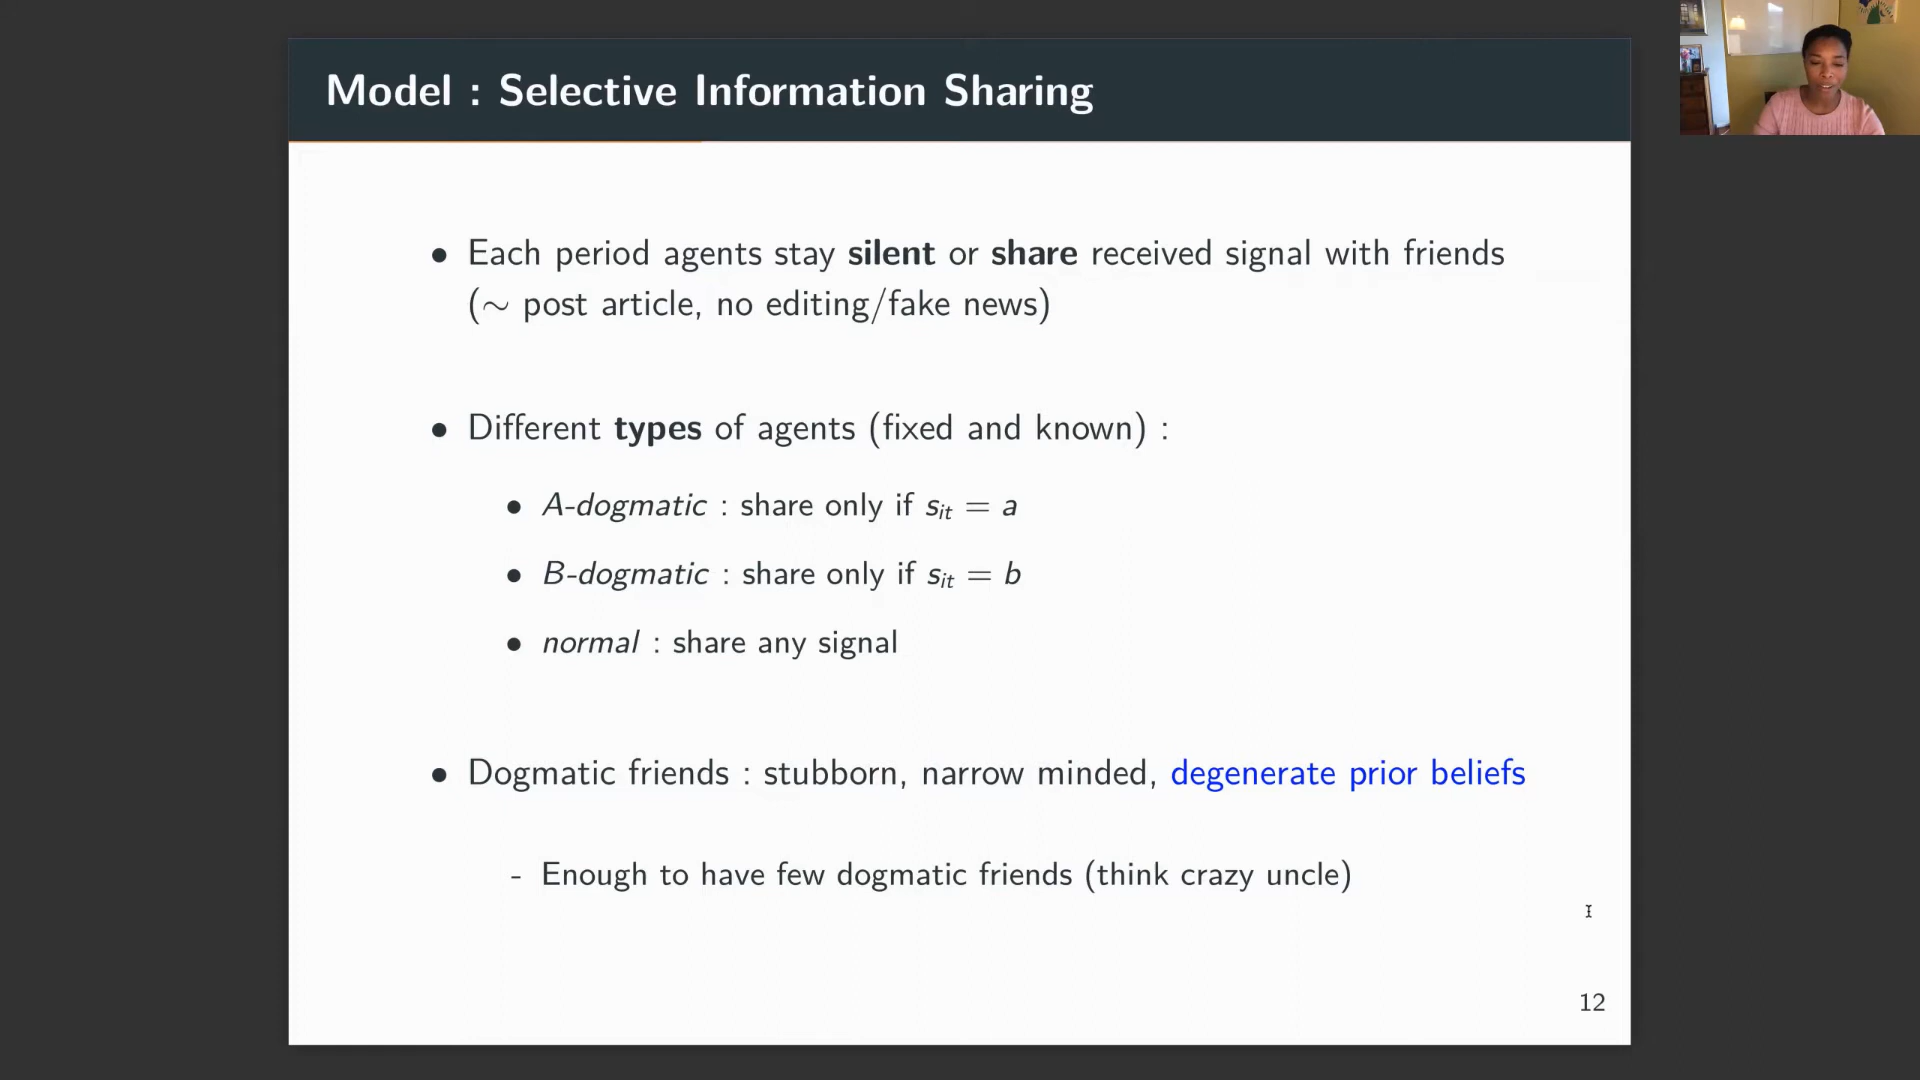 Model : Selective Information Sharing
• Each period agents stay silent or share received signal with friends
(∼ post article, no editing/fake news)
• Different types of agents (fixed and known) :
• A-dogmatic : share only if s_it = a
• B-dogmatic : share only if s_it = b
• normal : share any signal
• Dogmatic friends : stubborn, narrow minded, degenerate prior beliefs
- Enough to have few dogmatic friends (think crazy uncle)
12